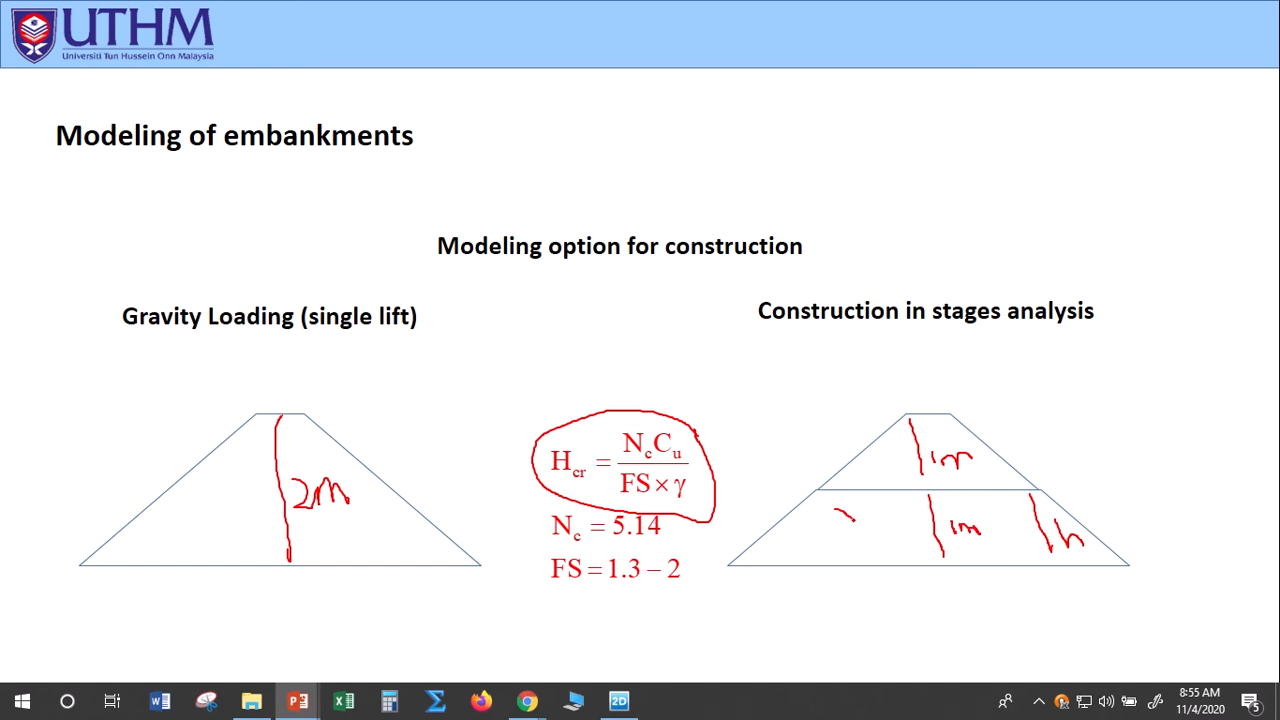 UTHM
Universiti Tun Hussein Onn Malaysia
Modeling of embankments
Modeling option for construction
Gravity Loading (single lift)
Construction in stages analysis
2m
H_cr = N_c C_u / FS × γ
N_c = 5.14
FS = 1.3 − 2
1m
1m
h
8:55 AM
11/4/2020
5